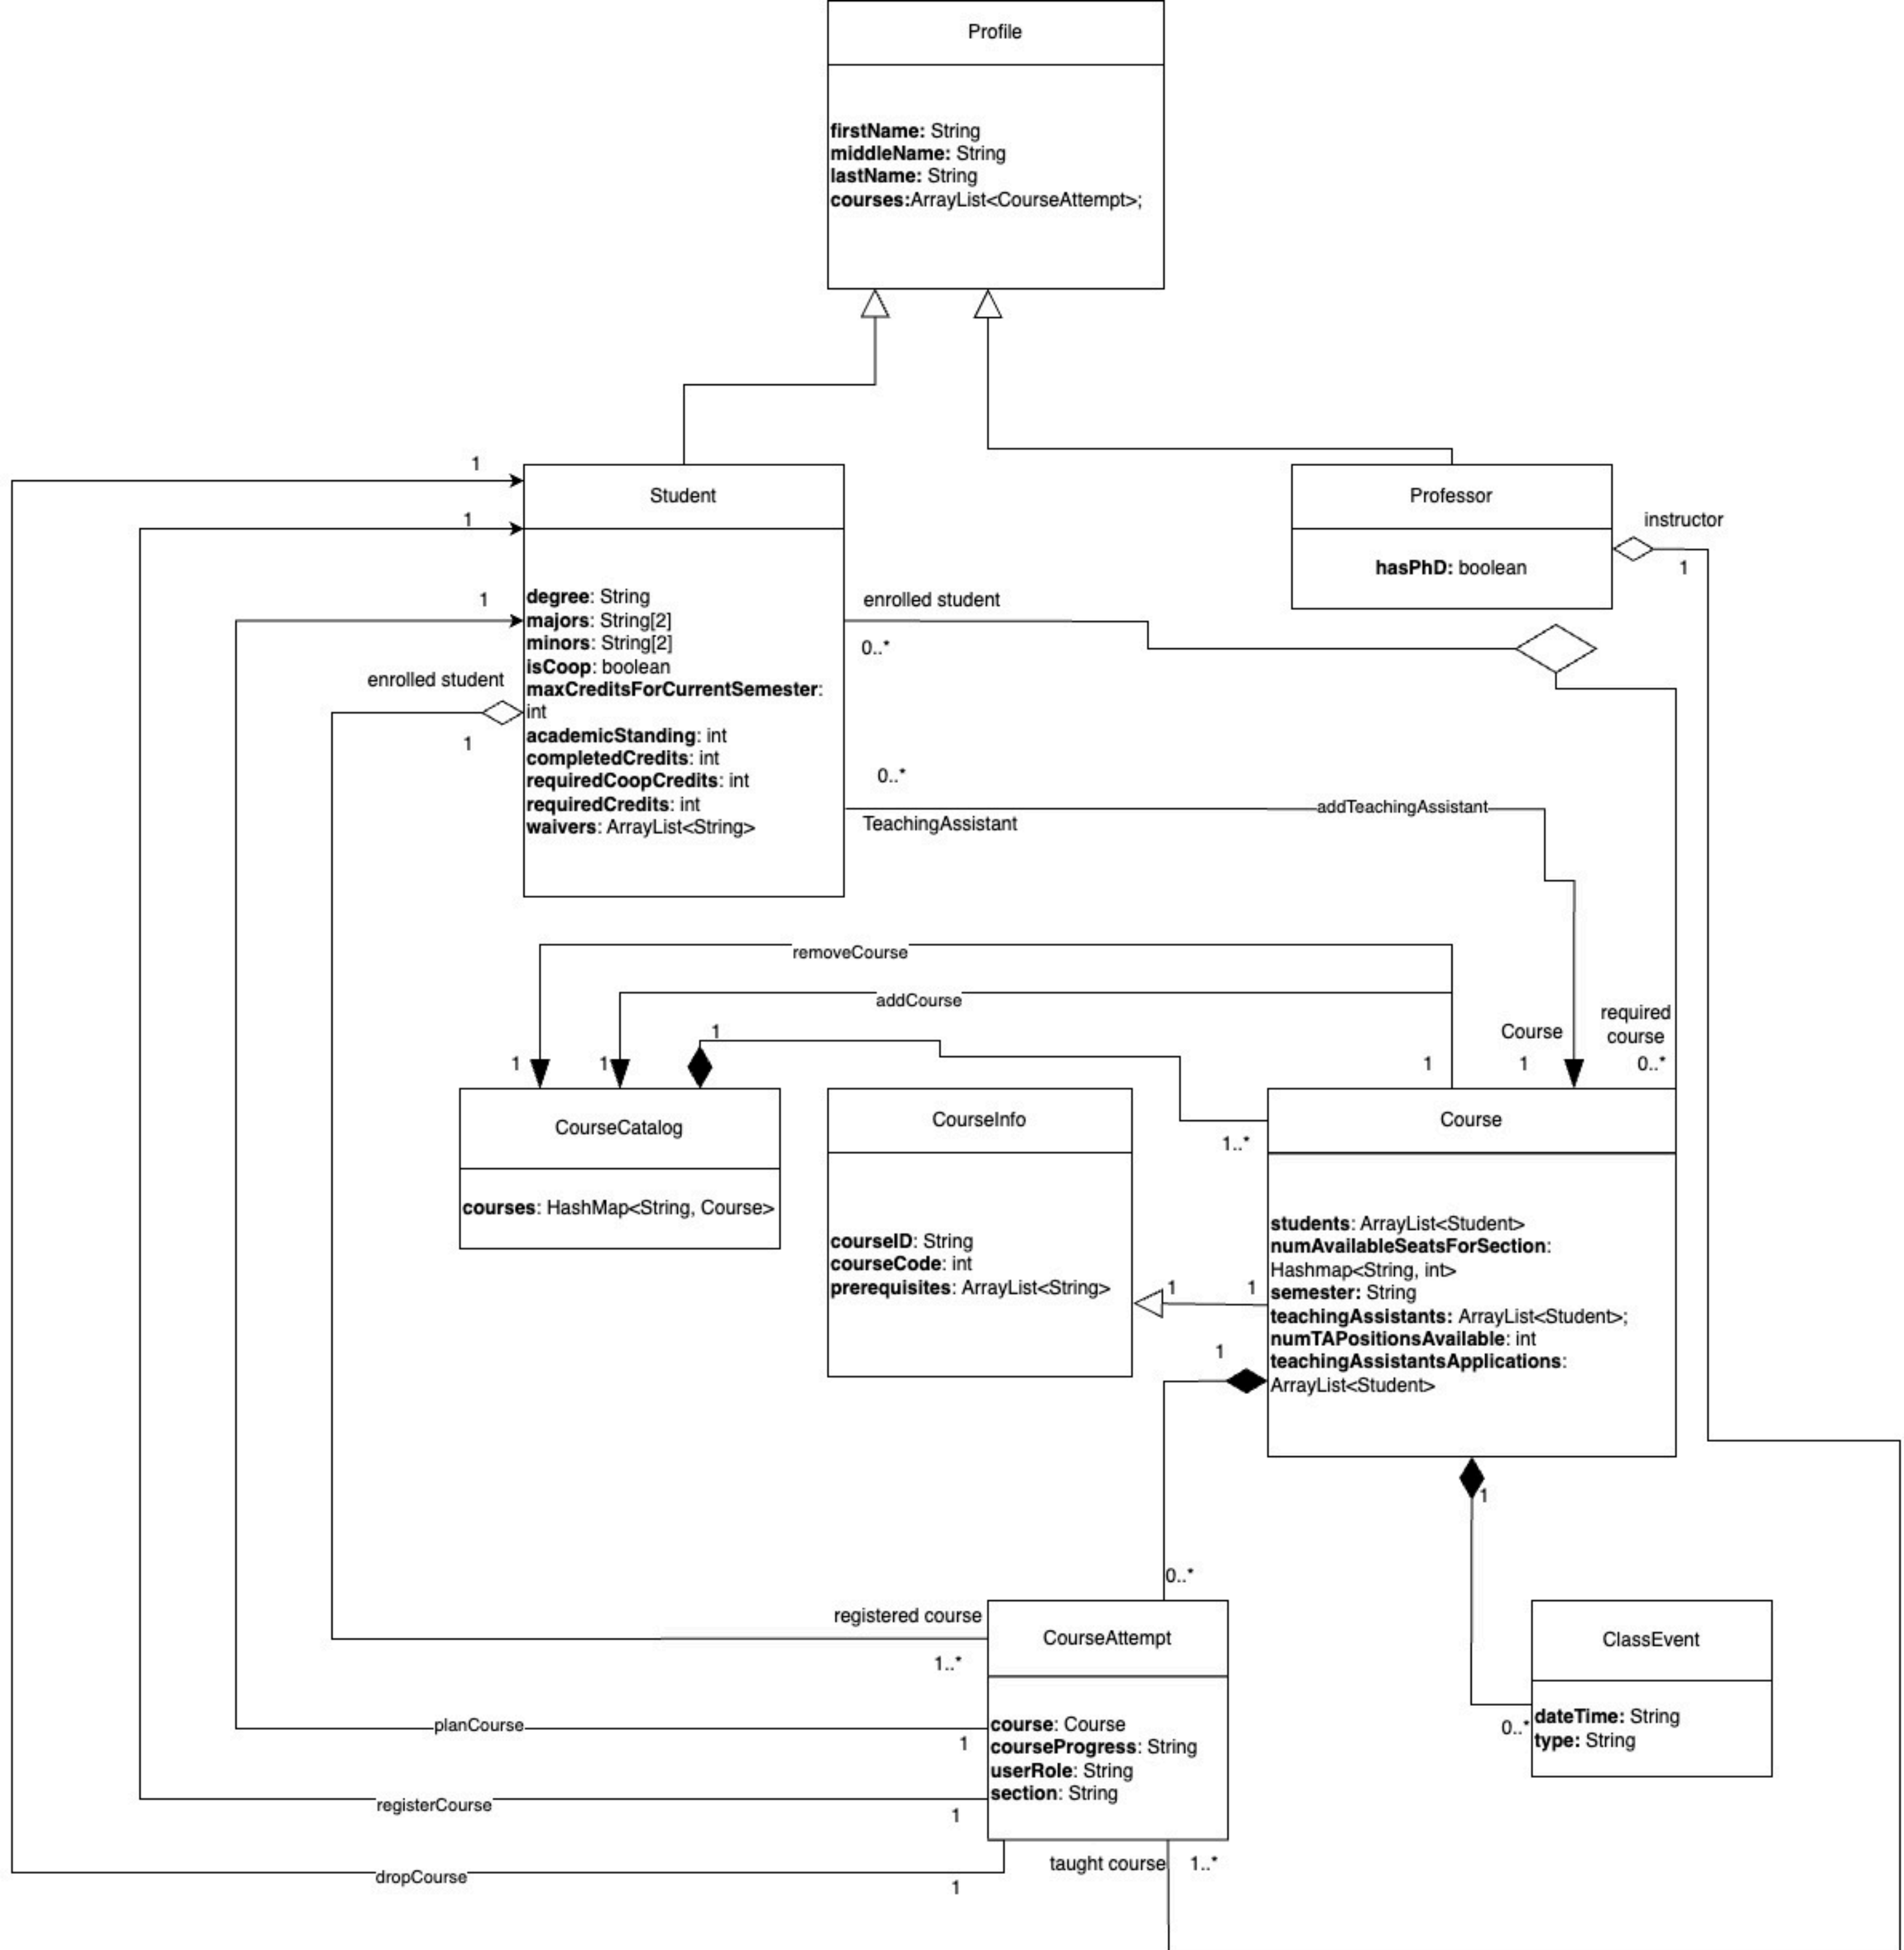 Profile
firstName: String
middleName: String
lastName: String
courses:ArrayList<CourseAttempt>;
1
Student
1
degree: String
majors: String[2]
minors: String[2]
isCoop: boolean
maxCreditsForCurrentSemester:
int
academicStanding: int
completedCredits: int
requiredCoopCredits: int
requiredCredits: int
waivers: ArrayList<String>
1
enrolled student
1
Professor
hasPhD: boolean
instructor
1
enrolled student
0..*
0..*
TeachingAssistant
addTeachingAssistant
removeCourse
addCourse
1
1
1
1
Course
1
required
course
0..*
CourseCatalog
courses: HashMap<String, Course>
CourseInfo
courseID: String
courseCode: int
prerequisites: ArrayList<String>
1..*
1
1
1
Course
students: ArrayList<Student>
numAvailableSeatsForSection:
Hashmap<String, int>
semester: String
teachingAssistants: ArrayList<Student>;
numTAPositionsAvailable: int
teachingAssistantsApplications:
ArrayList<Student>
1
0..*
registered course
1..*
CourseAttempt
course: Course
courseProgress: String
userRole: String
section: String
ClassEvent
0..*
dateTime: String
type: String
planCourse
1
registerCourse
1
dropCourse
1
taught course
1..*